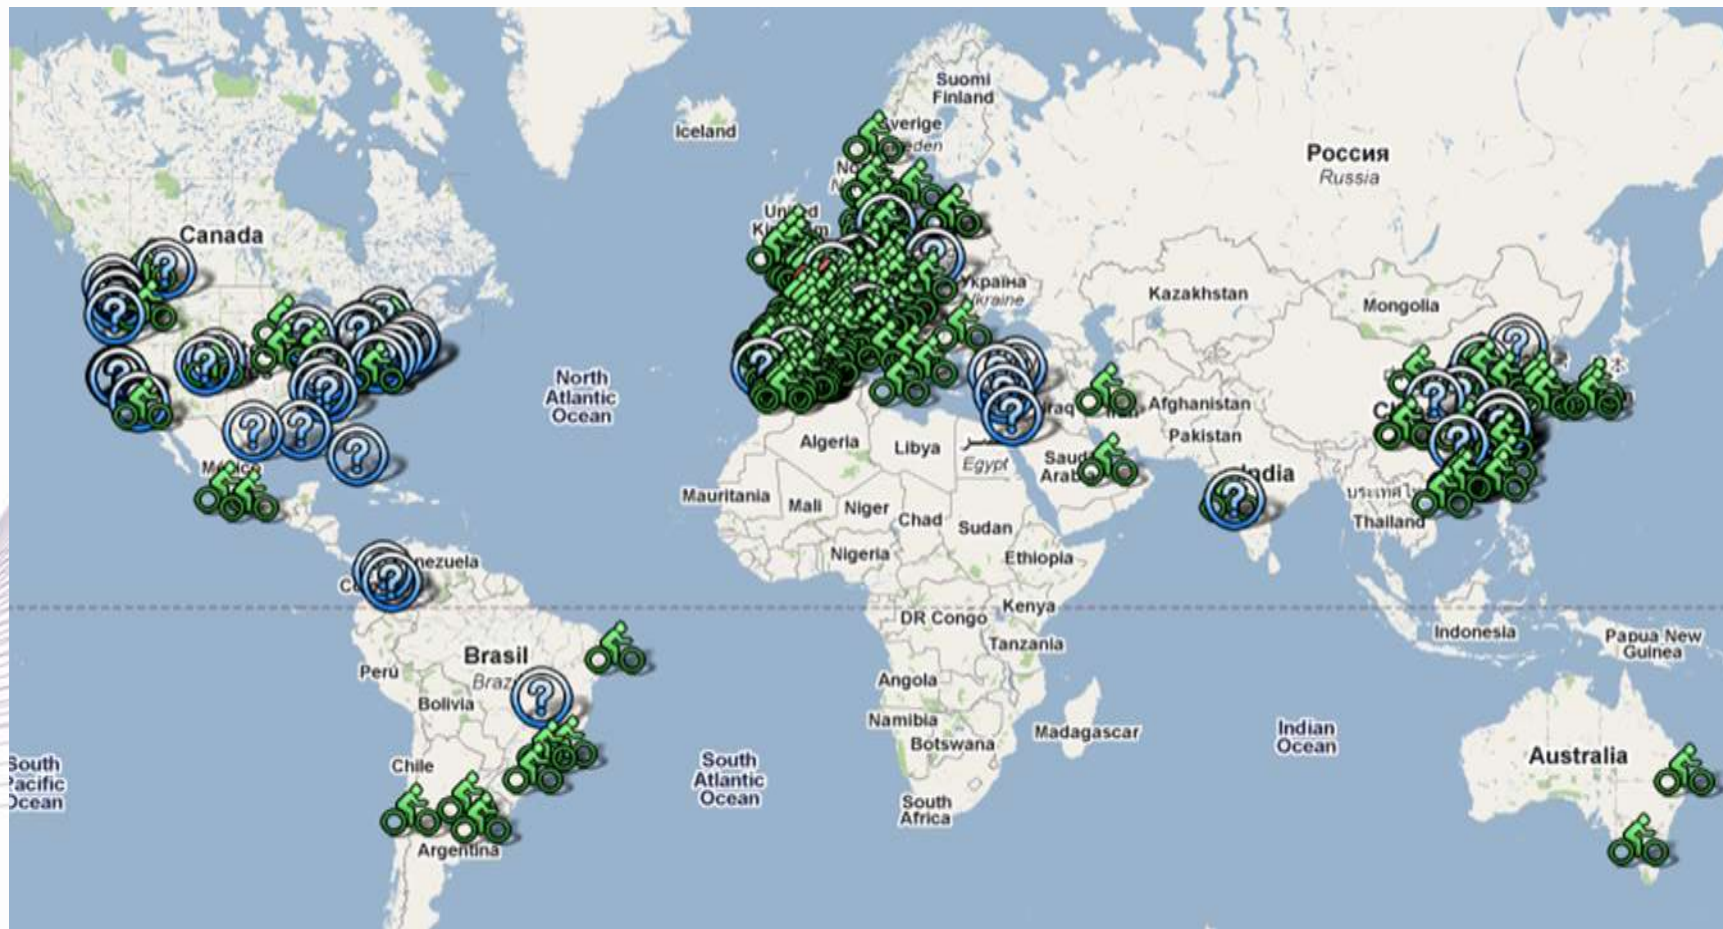 Suomi
Finland
Iceland
Россия
Russia
Canada
United
Україна
Kazakhstan
Mongolia
North
Atlantic
Ocean
Afghanistan
Pakistan
Algeria
Libya
Egypt
India
Mauritania
Mali
Niger
Chad
Sudan
Thailand
Nigeria
Ethiopia
DR Congo
Kenya
Tanzania
Indonesia
Papua New
Guinea
Perú
Brasil
Bolivia
Angola
Namibia
Botswana
Madagascar
Indian
Ocean
Chile
South
Atlantic
Ocean
South
Africa
Australia
Argentina
South
Pacific
Ocean